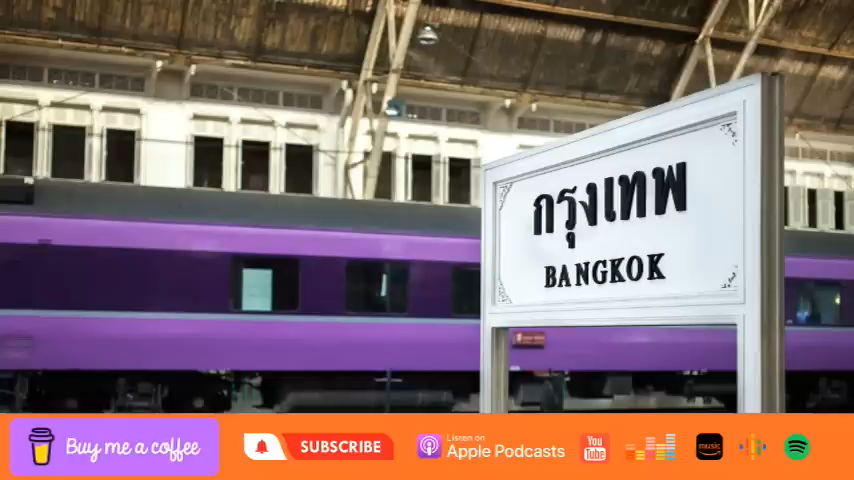 กรุงเทพ
BANGKOK
Buy me a coffee
SUBSCRIBE
Listen on
Apple Podcasts
You
Tube
music